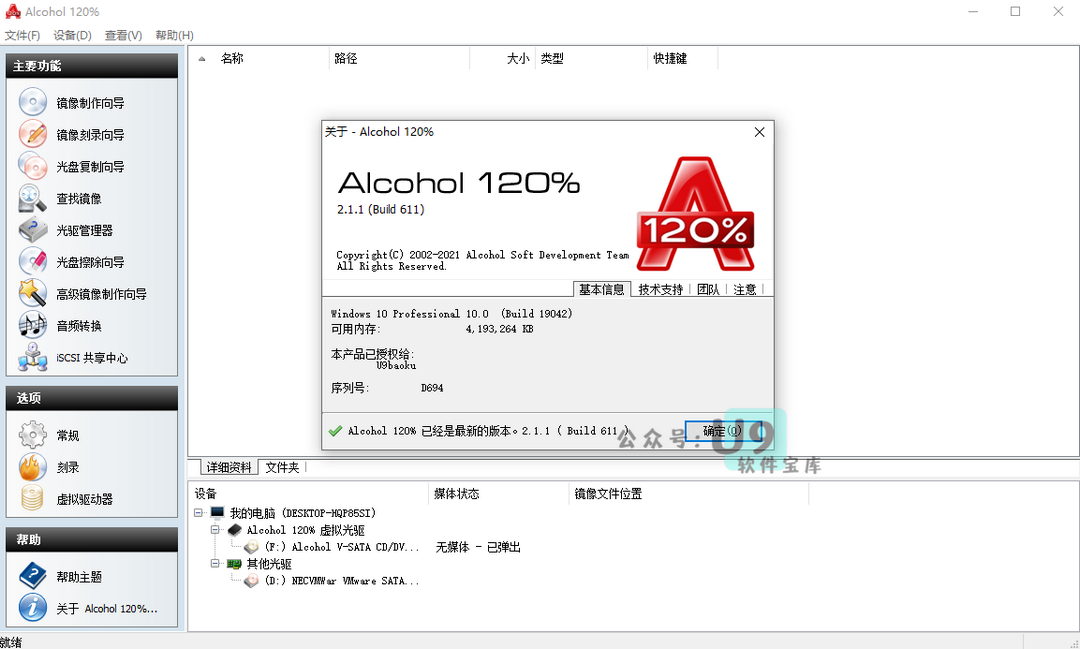 Alcohol 120%
文件(F) 设备(D) 查看(V) 帮助(H)
主要功能
镜像制作向导
镜像刻录向导
光盘复制向导
查找镜像
光驱管理器
光盘擦除向导
高级镜像制作向导
音频转换
iSCSI 共享中心
选项
常规
刻录
虚拟驱动器
帮助
帮助主题
关于 Alcohol 120%...
名称 路径 大小 类型 快捷键
关于 - Alcohol 120%
Alcohol 120%
2.1.1 (Build 611)
120%
Copyright(C) 2002-2021 Alcohol Soft Development Team
All Rights Reserved.
基本信息 技术支持 团队 注意
Windows 10 Professional 10.0 (Build 19042)
可用内存: 4,193,264 KB
本产品已授权给:
U9baoku
序列号: D694
Alcohol 120% 已经是最新的版本。2.1.1 ( Build 611 )
确定(O)
公众号: U9
软件宝库
详细资料 文件夹
设备 媒体状态 镜像文件位置
我的电脑 (DESKTOP-HQP85SI)
Alcohol 120% 虚拟光驱
(F:) Alcohol V-SATA CD/DV... 无媒体 - 已弹出
其他光驱
(D:) NECVMWar VMware SATA...
就绪